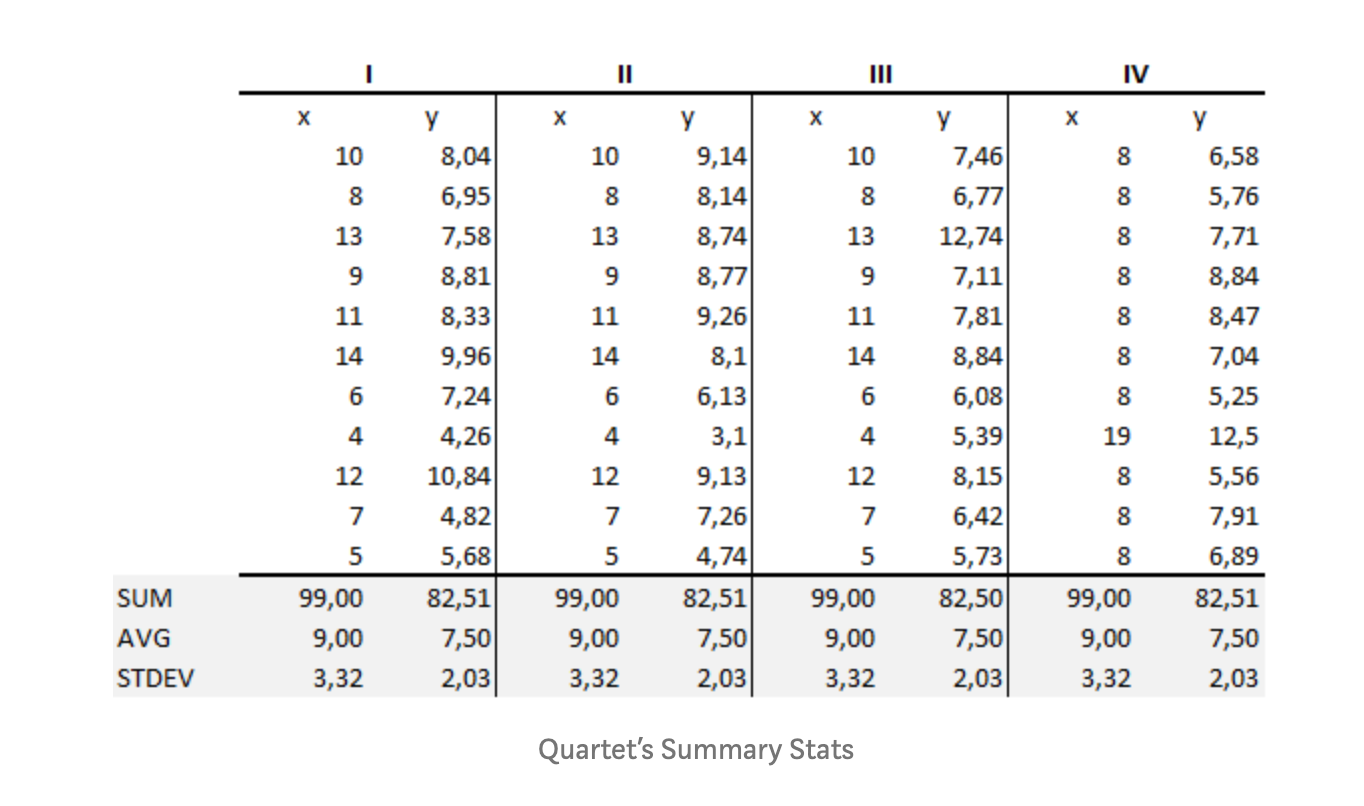 I II III IV
x y x y x y x y
10 8,04 10 9,14 10 7,46 8 6,58
8 6,95 8 8,14 8 6,77 8 5,76
13 7,58 13 8,74 13 12,74 8 7,71
9 8,81 9 8,77 9 7,11 8 8,84
11 8,33 11 9,26 11 7,81 8 8,47
14 9,96 14 8,1 14 8,84 8 7,04
6 7,24 6 6,13 6 6,08 8 5,25
4 4,26 4 3,1 4 5,39 19 12,5
12 10,84 12 9,13 12 8,15 8 5,56
7 4,82 7 7,26 7 6,42 8 7,91
5 5,68 5 4,74 5 5,73 8 6,89
SUM 99,00 82,51 99,00 82,51 99,00 82,50 99,00 82,51
AVG 9,00 7,50 9,00 7,50 9,00 7,50 9,00 7,50
STDEV 3,32 2,03 3,32 2,03 3,32 2,03 3,32 2,03
Quartet’s Summary Stats